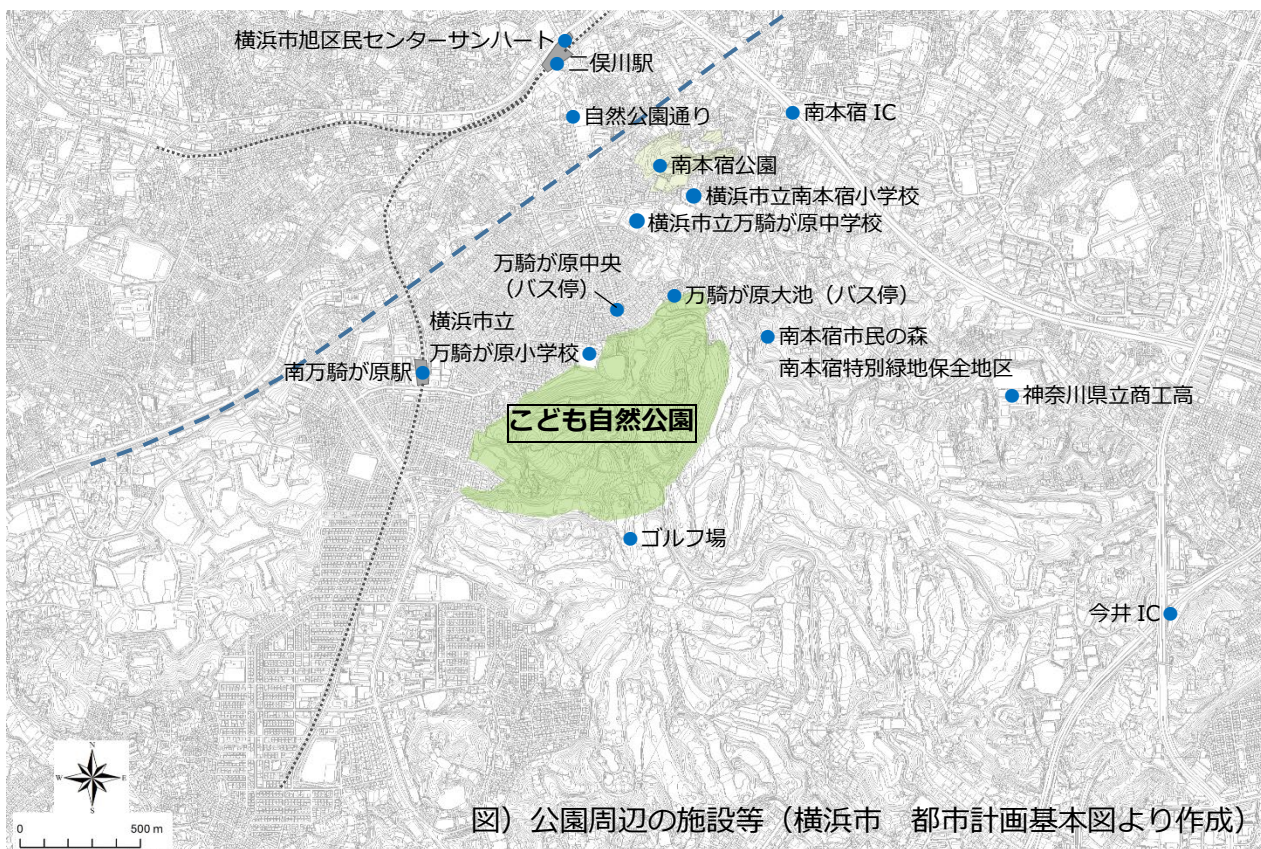 横浜市旭区民センターサンハート
二俣川駅
自然公園通り
南本宿 IC
南本宿公園
横浜市立南本宿小学校
横浜市立万騎が原中学校
万騎が原中央
（バス停）
万騎が原大池（バス停）
横浜市立
万騎が原小学校
南本宿市民の森
南本宿特別緑地保全地区
南万騎が原駅
神奈川県立商工高
こども自然公園
ゴルフ場
今井 IC
N
W
E
S
0
500 m
図）公園周辺の施設等（横浜市　都市計画基本図より作成）